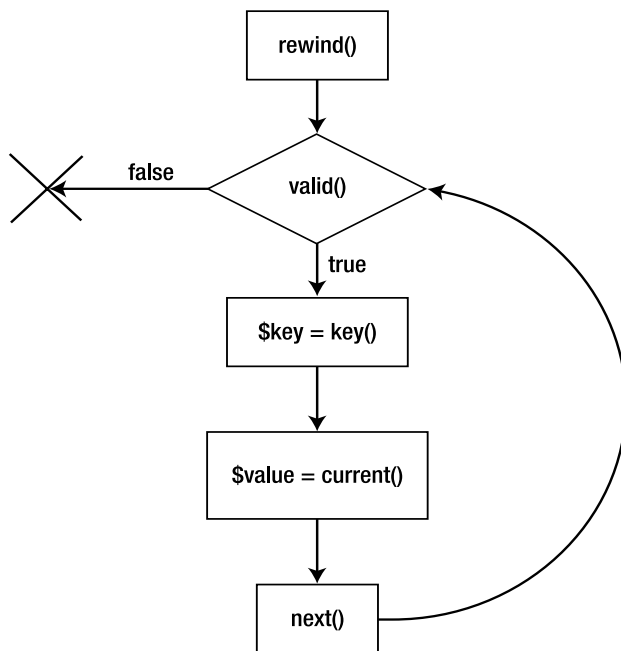 rewind()
false
valid()
true
$key = key()
$value = current()
next()